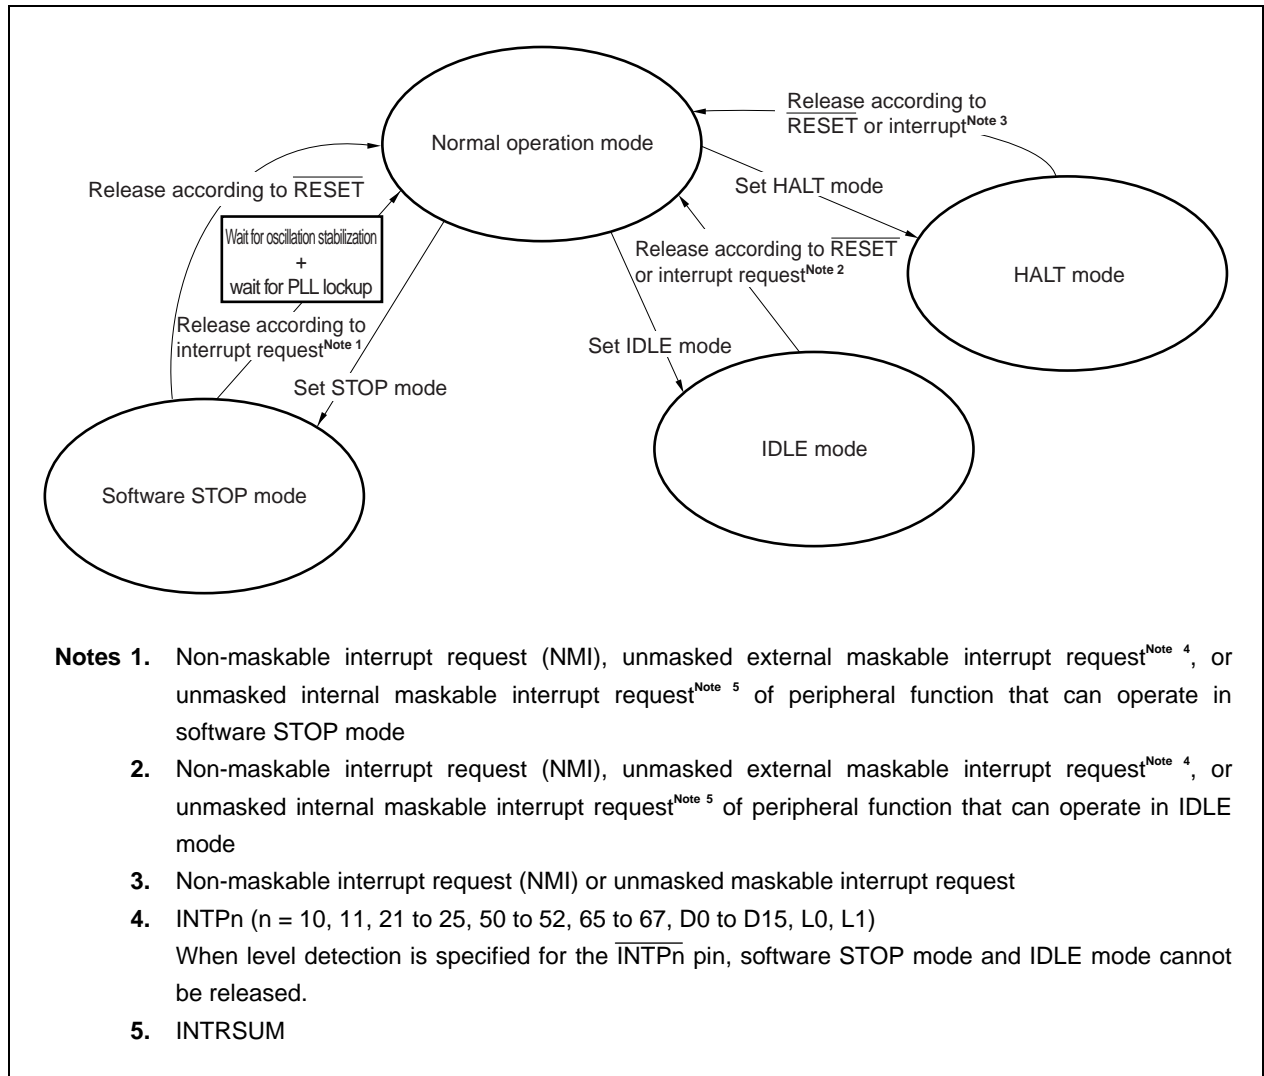 Normal operation mode
Release according to
RESET or interrupt Note 3
Set HALT mode
HALT mode
Release according to RESET
Wait for oscillation stabilization
+
wait for PLL lockup
Release according to
interrupt request Note 1
Set STOP mode
Software STOP mode
Release according to RESET
or interrupt request Note 2
Set IDLE mode
IDLE mode
Notes 1. Non-maskable interrupt request (NMI), unmasked external maskable interrupt request Note 4, or
unmasked internal maskable interrupt request Note 5 of peripheral function that can operate in
software STOP mode
2. Non-maskable interrupt request (NMI), unmasked external maskable interrupt request Note 4, or
unmasked internal maskable interrupt request Note 5 of peripheral function that can operate in IDLE
mode
3. Non-maskable interrupt request (NMI) or unmasked maskable interrupt request
4. INTPn (n = 10, 11, 21 to 25, 50 to 52, 65 to 67, D0 to D15, L0, L1)
When level detection is specified for the INTPn pin, software STOP mode and IDLE mode cannot
be released.
5. INTRSUM